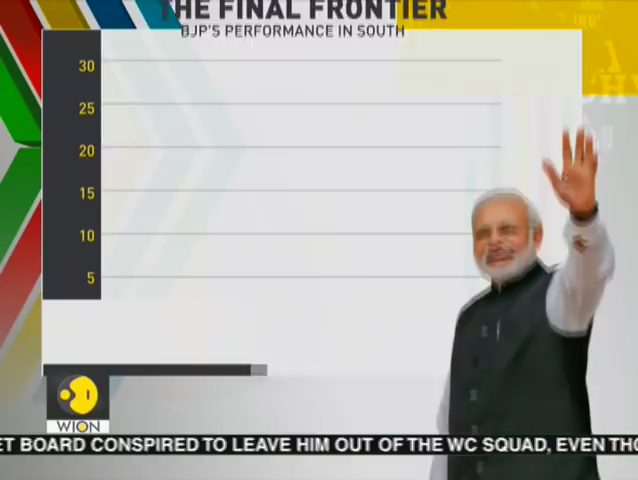 THE FINAL FRONTIER
BJP'S PERFORMANCE IN SOUTH
30
25
20
15
10
5
WION
ET BOARD CONSPIRED TO LEAVE HIM OUT OF THE WC SQUAD, EVEN THO